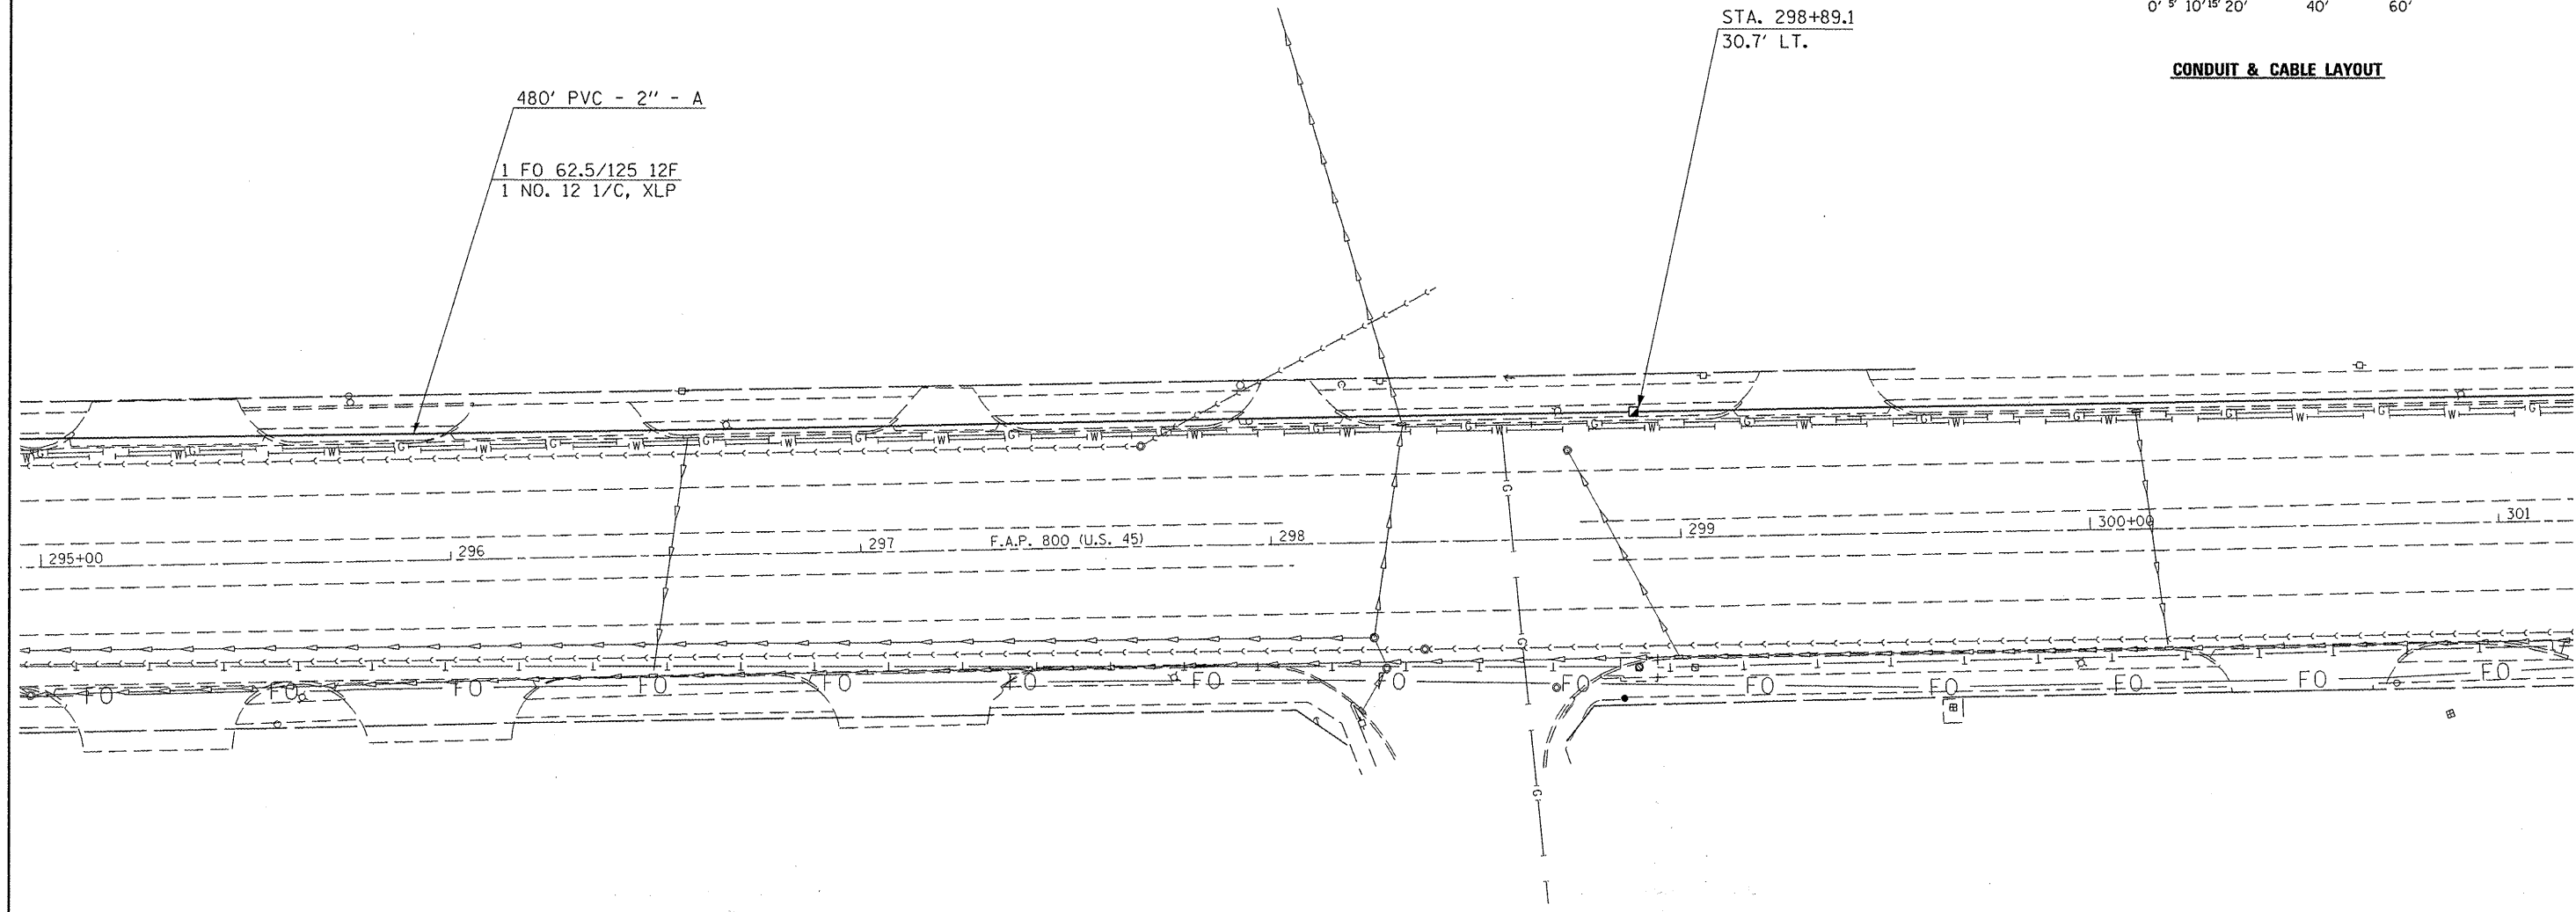 STA. 298+89.1
30.7' LT.
0' 5' 10' 15' 20' 40' 60'
CONDUIT & CABLE LAYOUT
480' PVC - 2" - A
1 FO 62.5/125 12F
1 NO. 12 1/C, XLP
G W G W G W G W G W G W G W G W G W G W G W G W G W G W G W G W G
G
295+00 296 297 F.A.P. 800 (U.S. 45) 298 299 300+00 301
G
FO FO FO FO FO FO FO FO FO FO FO FO FO FO
G